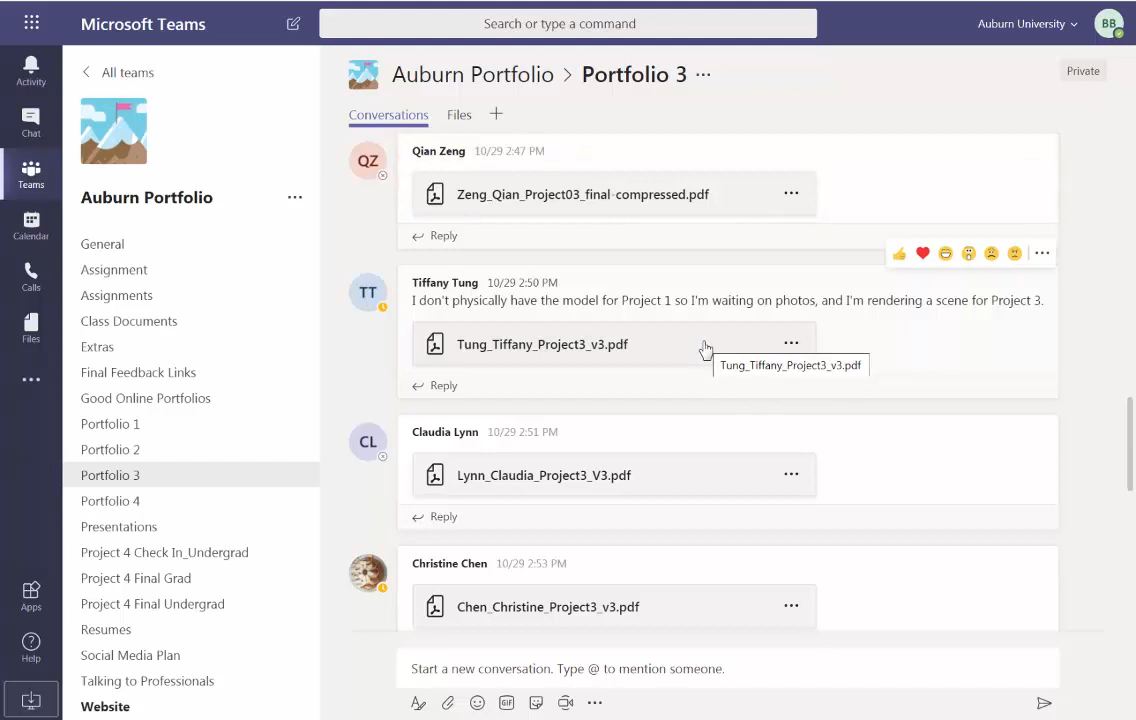 Microsoft Teams
Search or type a command
Auburn University
BB
Activity
Chat
Teams
Calendar
Calls
Files
Apps
Help
All teams
Auburn Portfolio
General
Assignment
Assignments
Class Documents
Extras
Final Feedback Links
Good Online Portfolios
Portfolio 1
Portfolio 2
Portfolio 3
Portfolio 4
Presentations
Project 4 Check In_Undergrad
Project 4 Final Grad
Project 4 Final Undergrad
Resumes
Social Media Plan
Talking to Professionals
Website
Auburn Portfolio > Portfolio 3 ...
Private
Conversations Files +
QZ
Qian Zeng 10/29 2:47 PM
Zeng_Qian_Project03_final-compressed.pdf
Reply
TT
Tiffany Tung 10/29 2:50 PM
I don't physically have the model for Project 1 so I'm waiting on photos, and I'm rendering a scene for Project 3.
Tung_Tiffany_Project3_v3.pdf
Tung_Tiffany_Project3_v3.pdf
Reply
CL
Claudia Lynn 10/29 2:51 PM
Lynn_Claudia_Project3_V3.pdf
Reply
Christine Chen 10/29 2:53 PM
Chen_Christine_Project3_v3.pdf
Start a new conversation. Type @ to mention someone.
GIF